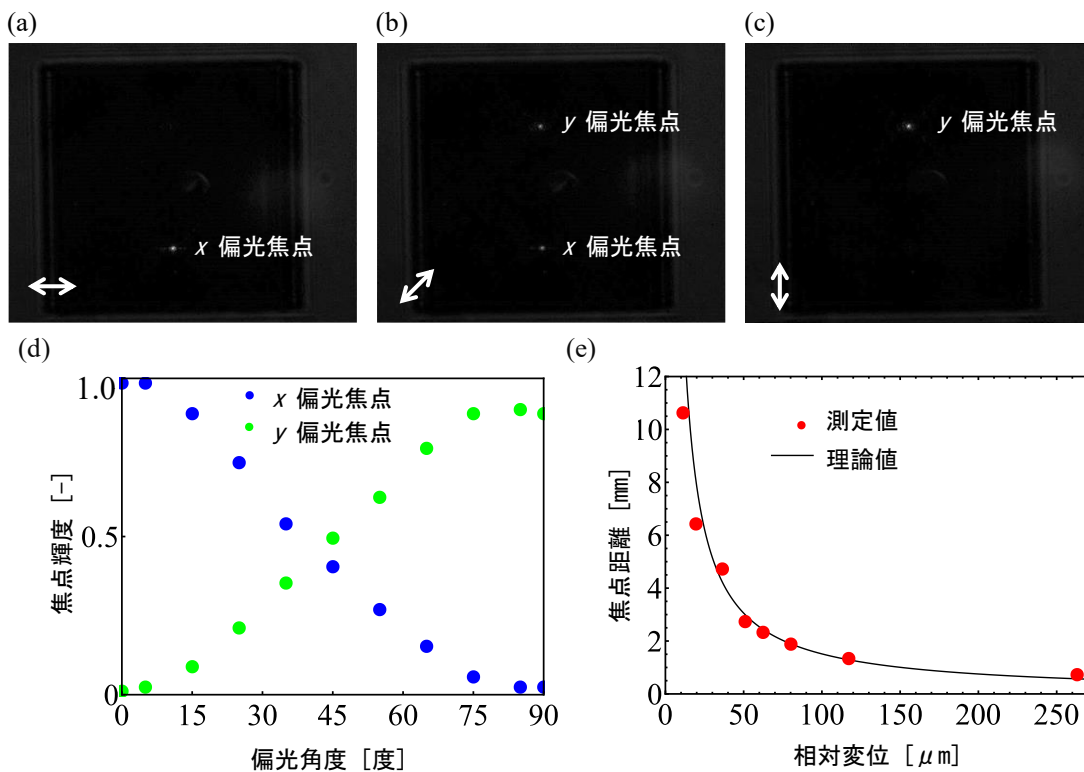 (a)
(b)
(c)
x 偏光焦点
y 偏光焦点
x 偏光焦点
y 偏光焦点
(d)
1.0
0.5
0
0
15
30
45
60
75
90
焦点輝度 [-]
偏光角度 [度]
x 偏光焦点
y 偏光焦点
(e)
12
10
8
6
4
2
0
0
50
100
150
200
250
焦点距離 [mm]
相対変位 [μm]
測定値
理論値